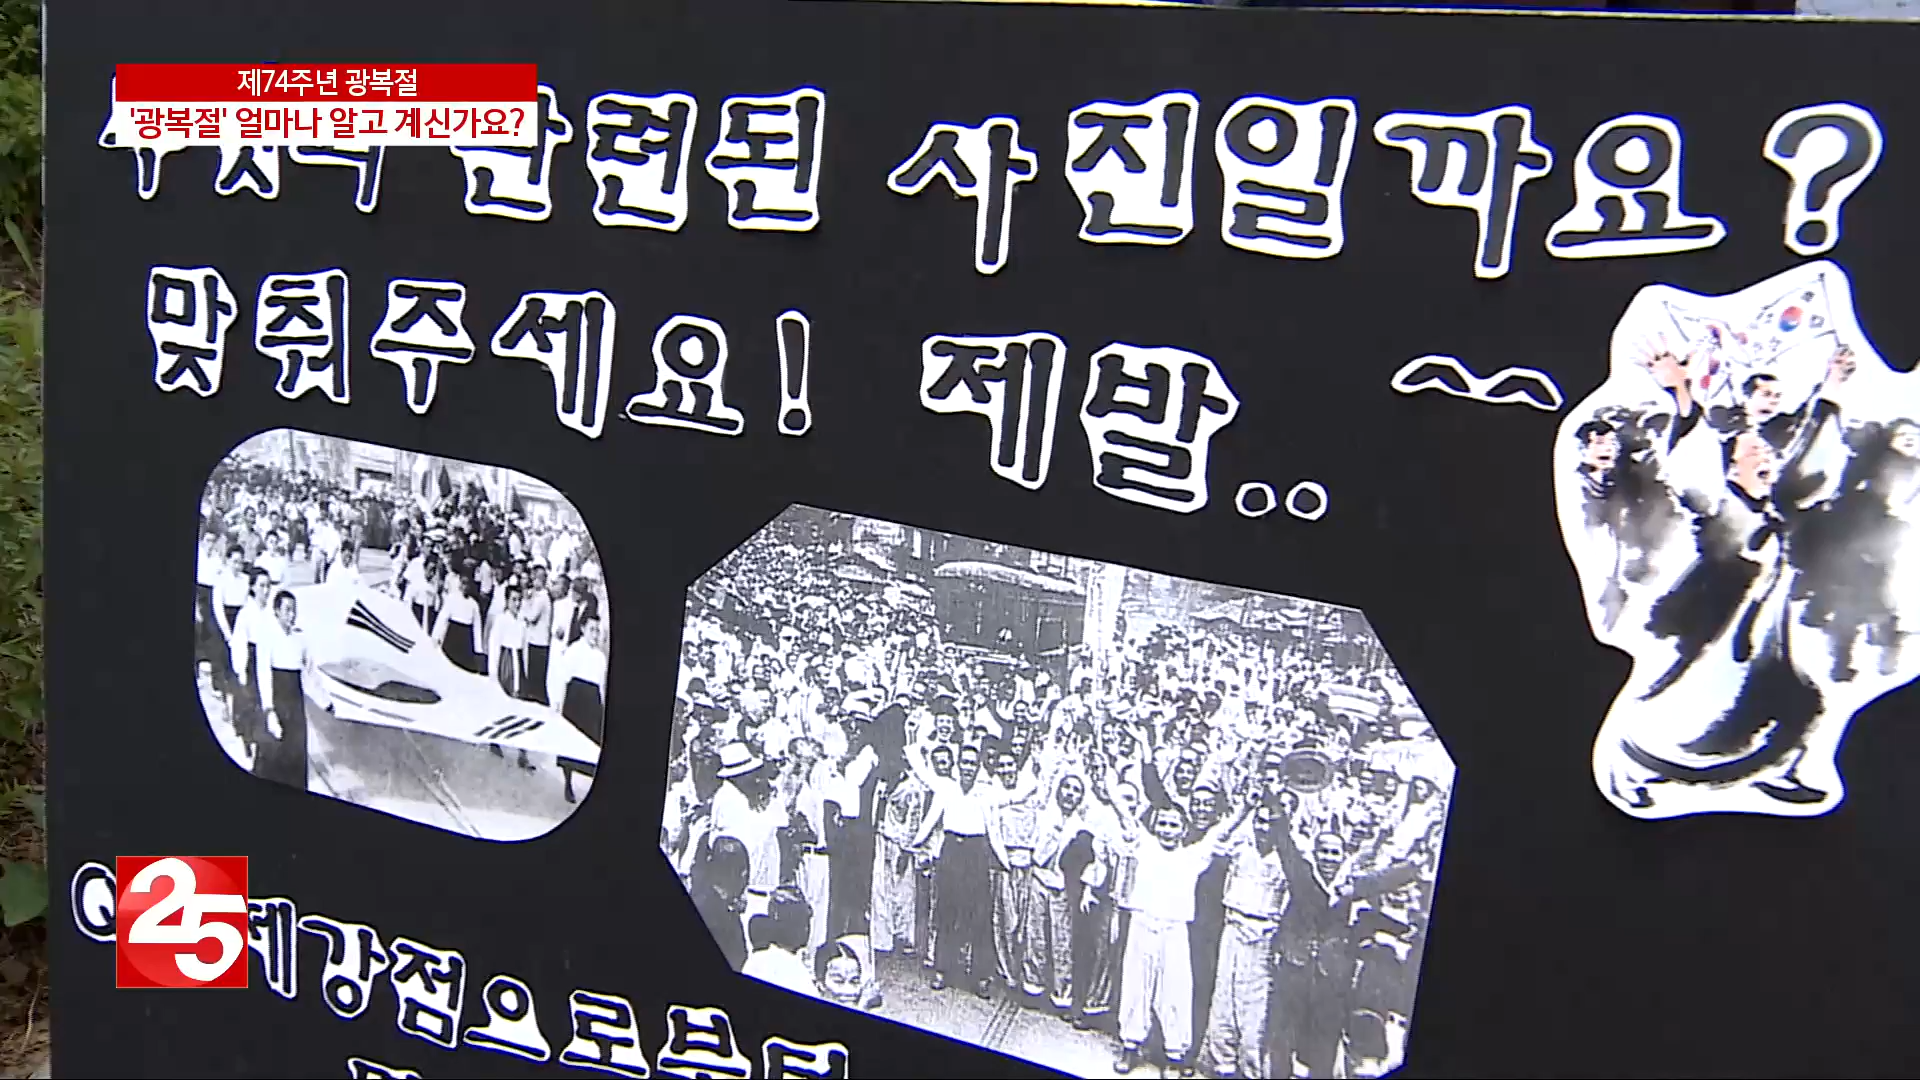 제74주년 광복절
'광복절' 얼마나 알고 계신가요?
관련된 사진일까요?
맞춰주세요! 제발.. ^^
25
제강점으로부터